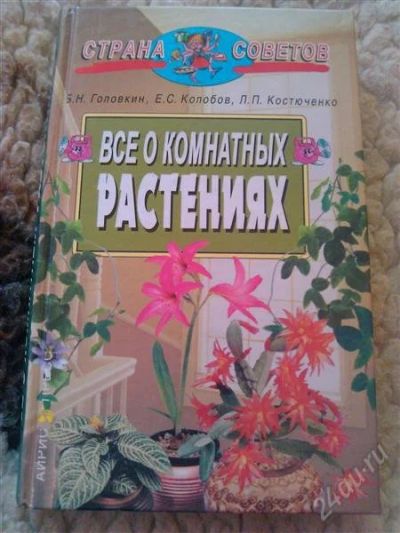 СТРАНА СОВЕТОВ
Б.Н. Головкин, Е.С. Колобов, Л.П. Костюченко
ВСЕ О КОМНАТНЫХ
РАСТЕНИЯХ
АЙРИС
24au.ru